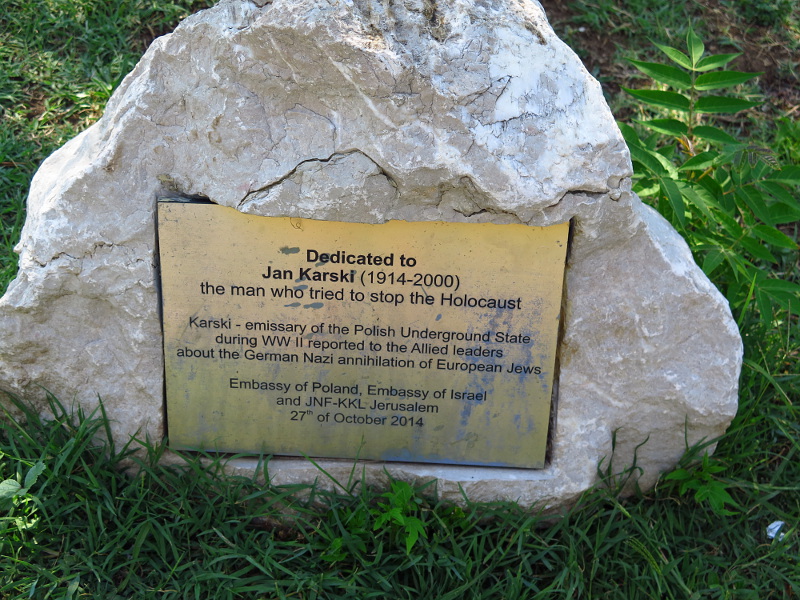 Dedicated to
Jan Karski (1914-2000)
the man who tried to stop the Holocaust
Karski - emissary of the Polish Underground State
during WW II reported to the Allied leaders
about the German Nazi annihilation of European Jews
Embassy of Poland, Embassy of Israel
and JNF-KKL Jerusalem
27th of October 2014